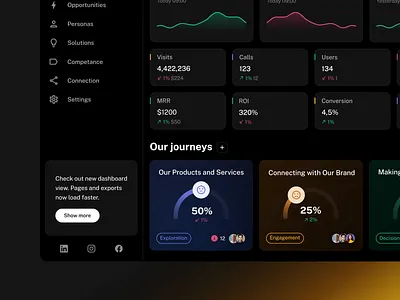 Opportunities
Personas
Solutions
Competance
Connection
Settings
Today 09:00
Today 09:00
Yesterday
Visits
4,422,236
↙ 1% $224
Calls
123
↗ 1% 12
Users
134
↙ 1% 1
MRR
$1200
↗ 1% $50
ROI
320%
↙ 1%
Conversion
4,5%
↗ 1%
Our journeys +
Our Products and Services
50%
↙ 1%
Exploration
12
Connecting with Our Brand
25%
↗ 2%
Engagement
Making
Decision
Check out new dashboard
view. Pages and exports
now load faster.
Show more